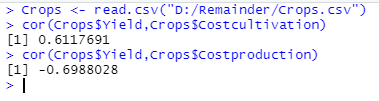 > Crops <- read.csv("D:/Remainder/Crops.csv")
> cor(Crops$Yield,Crops$Costcultivation)
[1] 0.6117691
> cor(Crops$Yield,Crops$Costproduction)
[1] -0.6988028
>